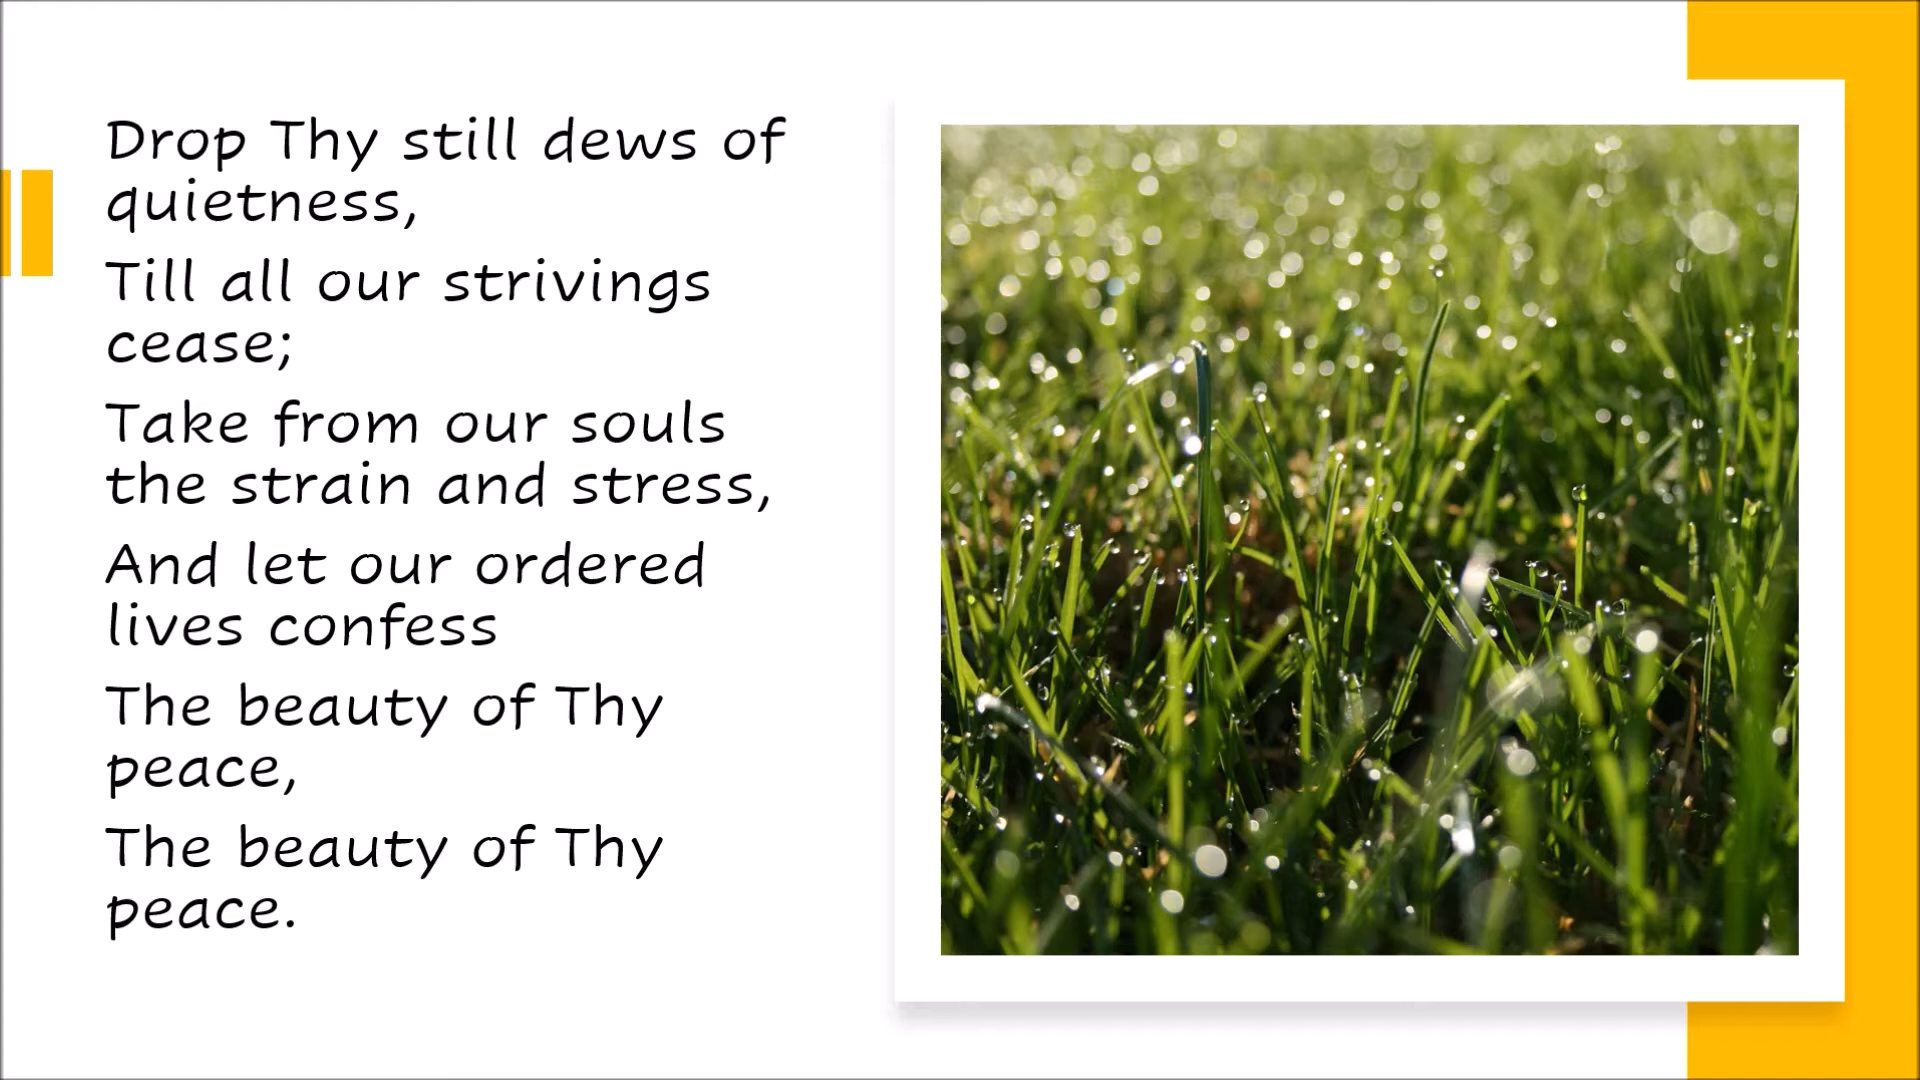 Drop Thy still dews of
quietness,
Till all our strivings
cease;
Take from our souls
the strain and stress,
And let our ordered
lives confess
The beauty of Thy
peace,
The beauty of Thy
peace.